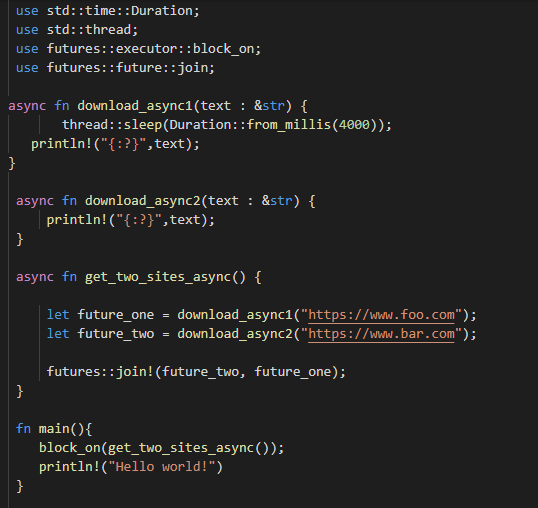 use std::time::Duration;
use std::thread;
use futures::executor::block_on;
use futures::future::join;
async fn download_async1(text : &str) {
thread::sleep(Duration::from_millis(4000));
println!("{:?}",text);
}
async fn download_async2(text : &str) {
println!("{:?}",text);
}
async fn get_two_sites_async() {
let future_one = download_async1("https://www.foo.com");
let future_two = download_async2("https://www.bar.com");
futures::join!(future_two, future_one);
}
fn main(){
block_on(get_two_sites_async());
println!("Hello world!")
}